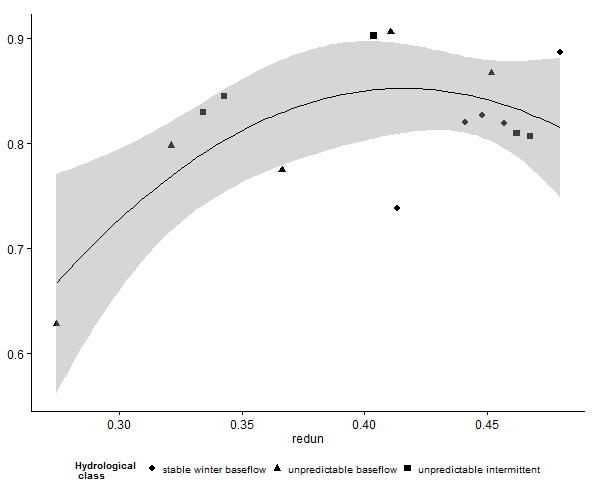 0.9
0.8
0.7
0.6
0.30 0.35 0.40 0.45
redun
Hydrological
class
stable winter baseflow unpredictable baseflow unpredictable intermittent